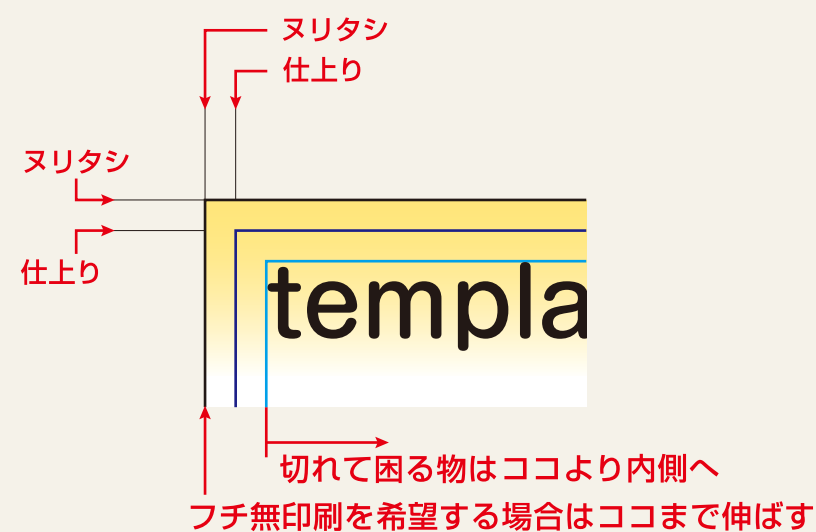 ヌリタシ
仕上り
ヌリタシ
仕上り
templa
切れて困る物はココより内側へ
フチ無印刷を希望する場合はココまで伸ばす